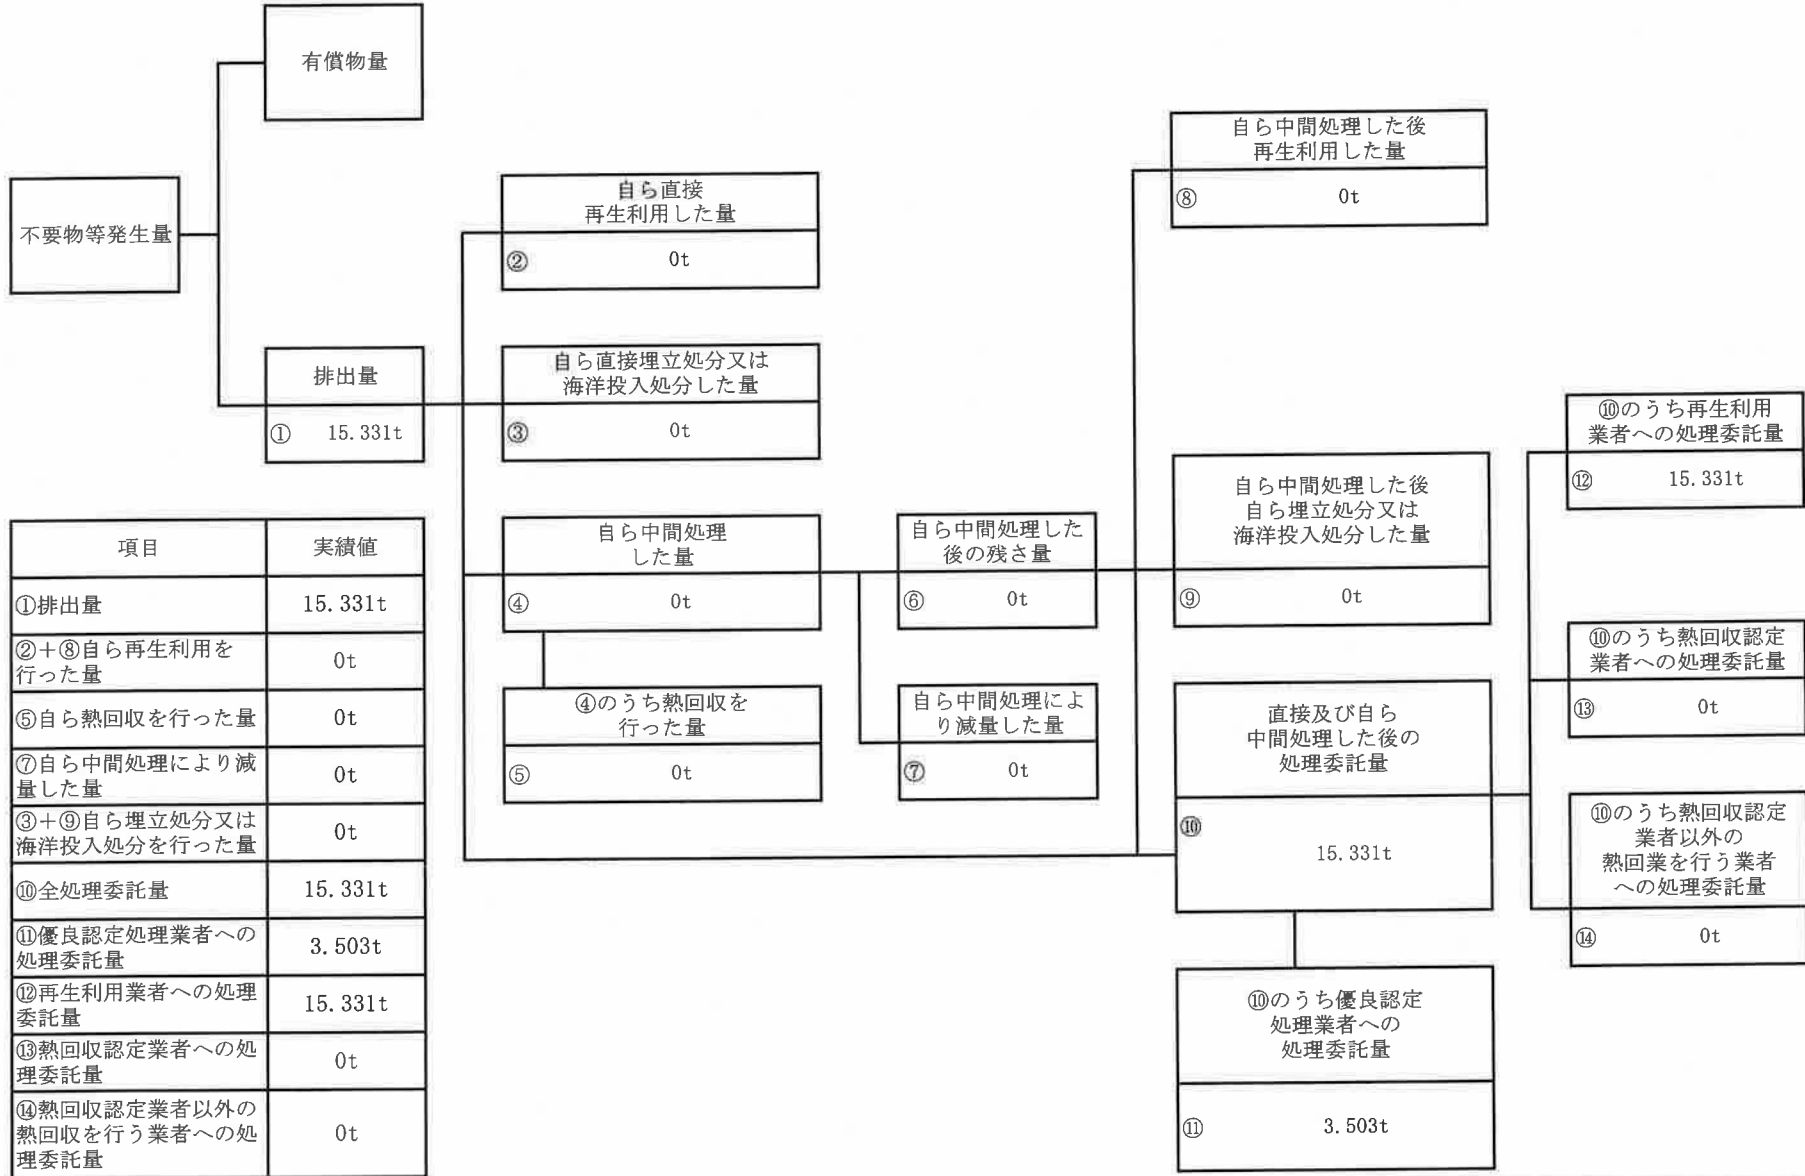 有償物量
不要物等発生量
排出量
① 15.331t
自ら直接
再生利用した量
② 0t
自ら直接埋立処分又は
海洋投入処分した量
③ 0t
自ら中間処理
した量
④ 0t
④のうち熱回収を
行った量
⑤ 0t
自ら中間処理した
後の残さ量
⑥ 0t
自ら中間処理によ
り減量した量
⑦ 0t
自ら中間処理した後
再生利用した量
⑧ 0t
自ら中間処理した後
自ら埋立処分又は
海洋投入処分した量
⑨ 0t
直接及び自ら
中間処理した後の
処理委託量
⑩
15.331t
⑩のうち優良認定
処理業者への
処理委託量
⑪ 3.503t
⑩のうち再生利用
業者への処理委託量
⑫ 15.331t
⑩のうち熱回収認定
業者への処理委託量
⑬ 0t
⑩のうち熱回収認定
業者以外の
熱回業を行う業者
への処理委託量
⑭ 0t
項目 実績値
①排出量 15.331t
②+⑧自ら再生利用を
行った量 0t
⑤自ら熱回収を行った量 0t
⑦自ら中間処理により減
量した量 0t
③+⑨自ら埋立処分又は
海洋投入処分を行った量 0t
⑩全処理委託量 15.331t
⑪優良認定処理業者への
処理委託量 3.503t
⑫再生利用業者への処理
委託量 15.331t
⑬熱回収認定業者への処
理委託量 0t
⑭熱回収認定業者以外の
熱回収を行う業者への処
理委託量 0t